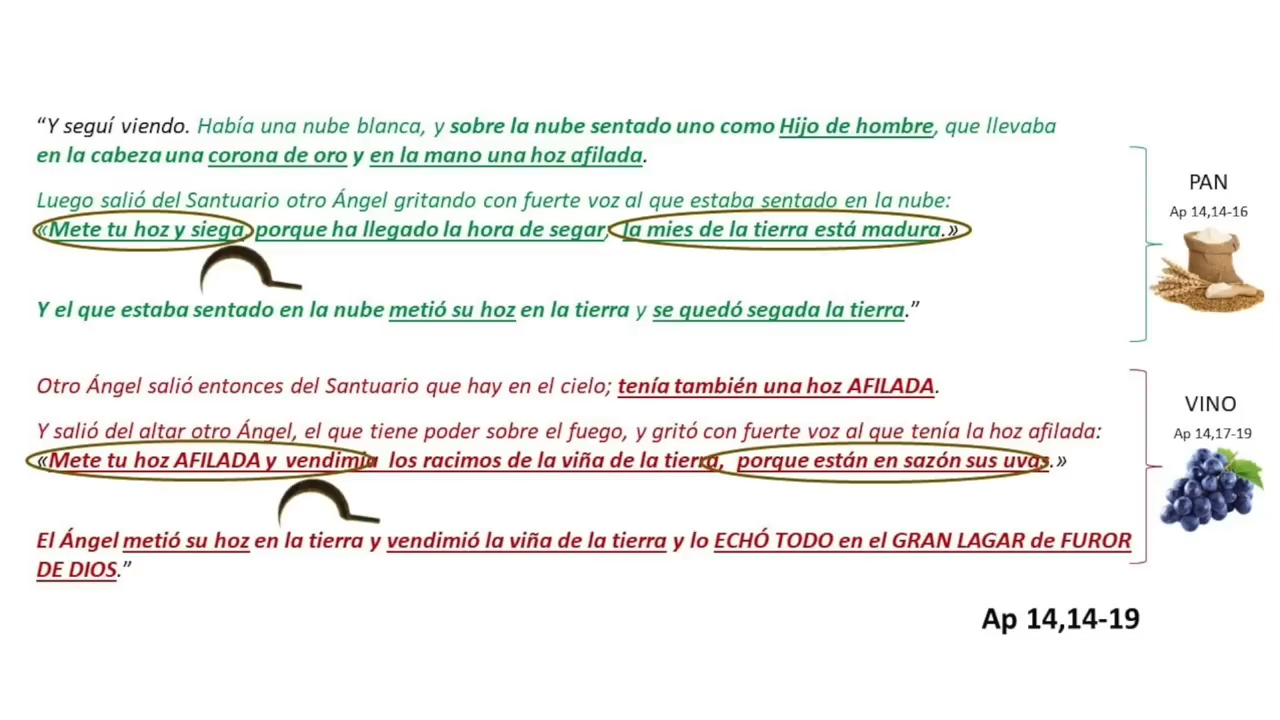 “Y seguí viendo. Había una nube blanca, y sobre la nube sentado uno como Hijo de hombre, que llevaba
en la cabeza una corona de oro y en la mano una hoz afilada.
Luego salió del Santuario otro Ángel gritando con fuerte voz al que estaba sentado en la nube:
«Mete tu hoz y siega, porque ha llegado la hora de segar, la mies de la tierra está madura.»
Y el que estaba sentado en la nube metió su hoz en la tierra y se quedó segada la tierra.”
PAN
Ap 14,14-16
Otro Ángel salió entonces del Santuario que hay en el cielo; tenía también una hoz AFILADA.
Y salió del altar otro Ángel, el que tiene poder sobre el fuego, y gritó con fuerte voz al que tenía la hoz afilada:
«Mete tu hoz AFILADA y vendimia los racimos de la viña de la tierra, porque están en sazón sus uvas.»
El Ángel metió su hoz en la tierra y vendimió la viña de la tierra y lo ECHÓ TODO en el GRAN LAGAR de FUROR
DE DIOS.”
VINO
Ap 14,17-19
Ap 14,14-19